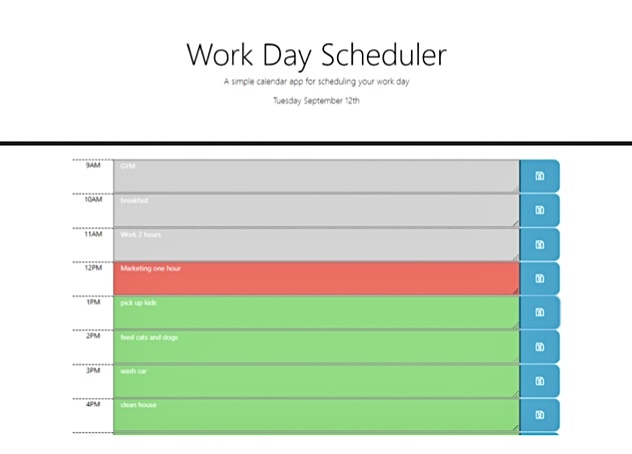 Work Day Scheduler
A simple calendar app for scheduling your work day
Tuesday September 12th
9AM GYM
10AM breakfast
11AM Work 2 hours
12PM Marketing one hour
1PM pick up kids
2PM feed cats and dogs
3PM wash car
4PM clean house